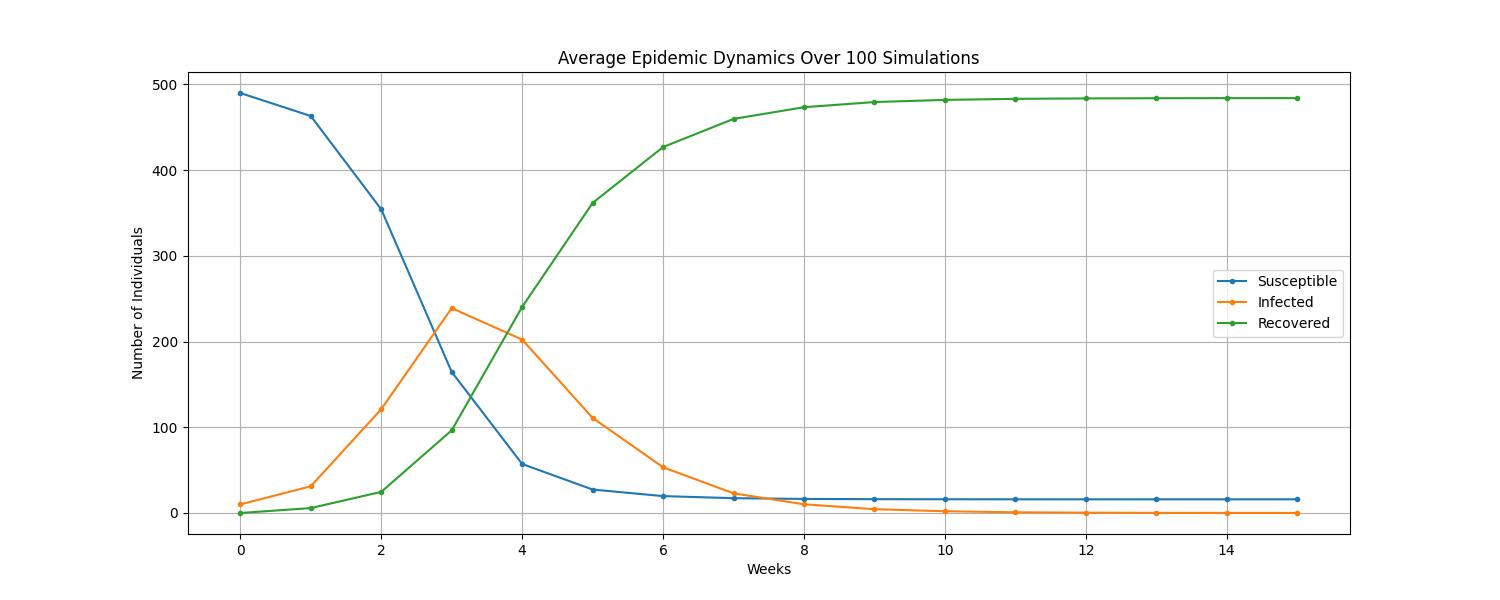 Average Epidemic Dynamics Over 100 Simulations
500
400
300
200
100
0
Number of Individuals
Susceptible
Infected
Recovered
0 2 4 6 8 10 12 14
Weeks